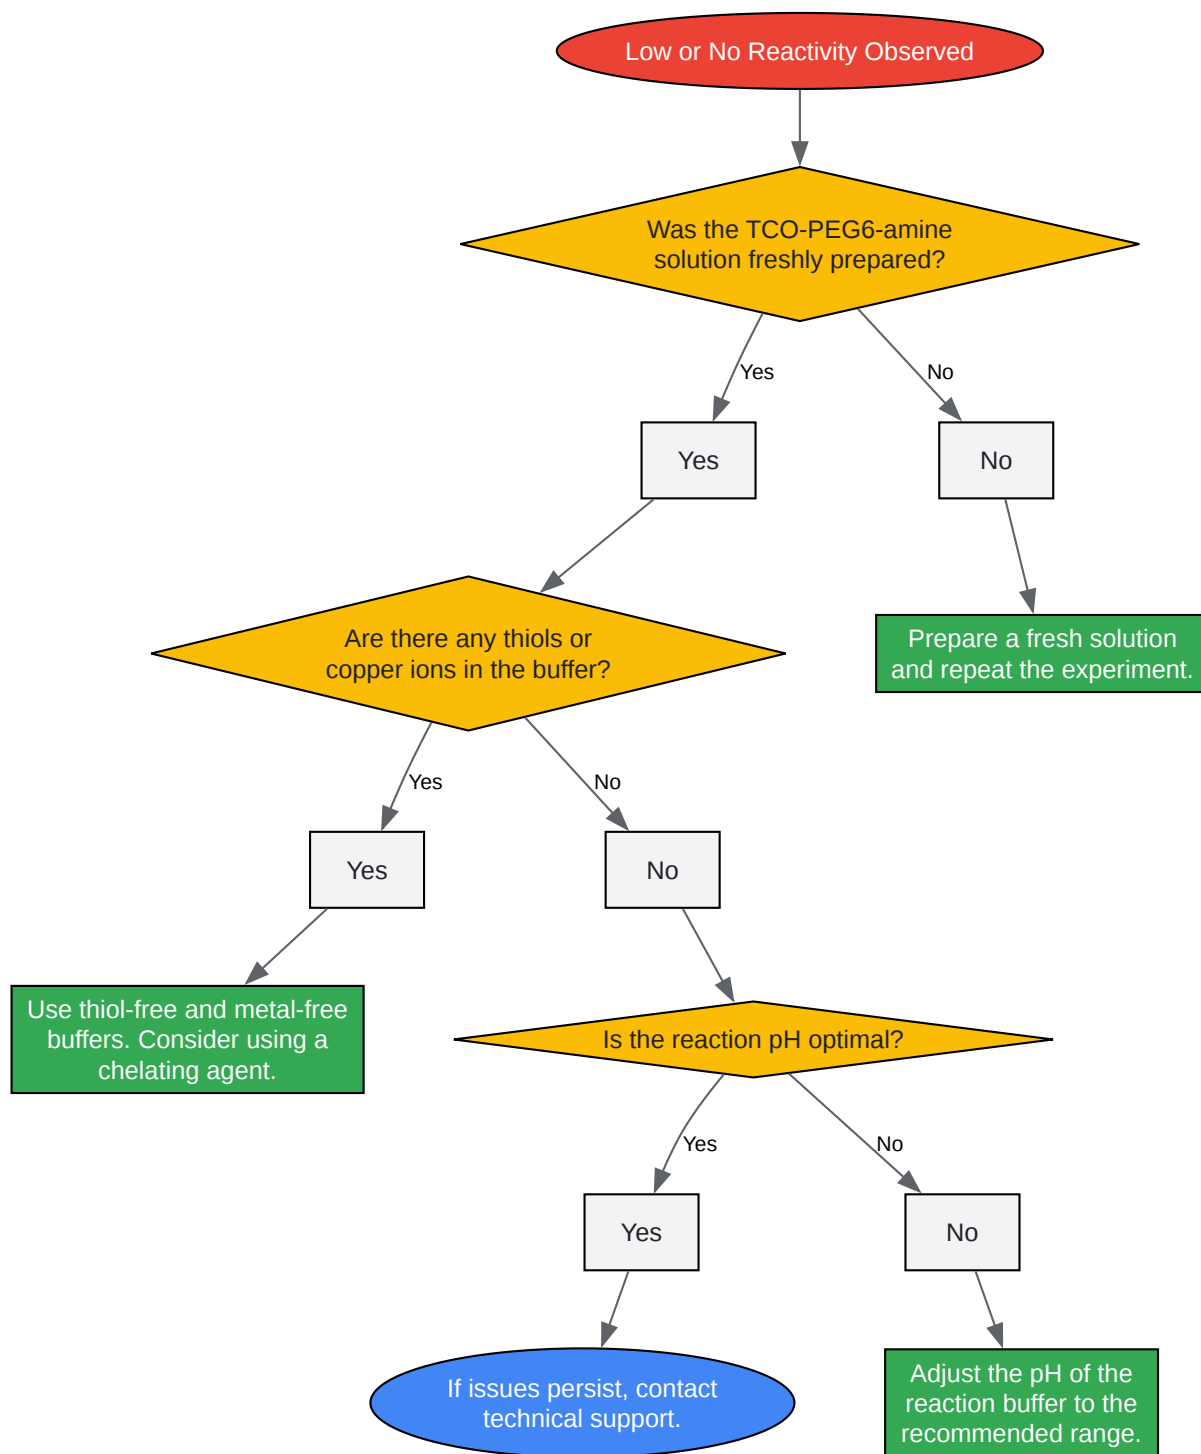 Low or No Reactivity Observed
Was the TCO-PEG6-amine
solution freshly prepared?
Yes
No
Yes
No
Are there any thiols or
copper ions in the buffer?
Prepare a fresh solution
and repeat the experiment.
Yes
No
Yes
No
Use thiol-free and metal-free
buffers. Consider using a
chelating agent.
Is the reaction pH optimal?
Yes
No
Yes
No
If issues persist, contact
technical support.
Adjust the pH of the
reaction buffer to the
recommended range.